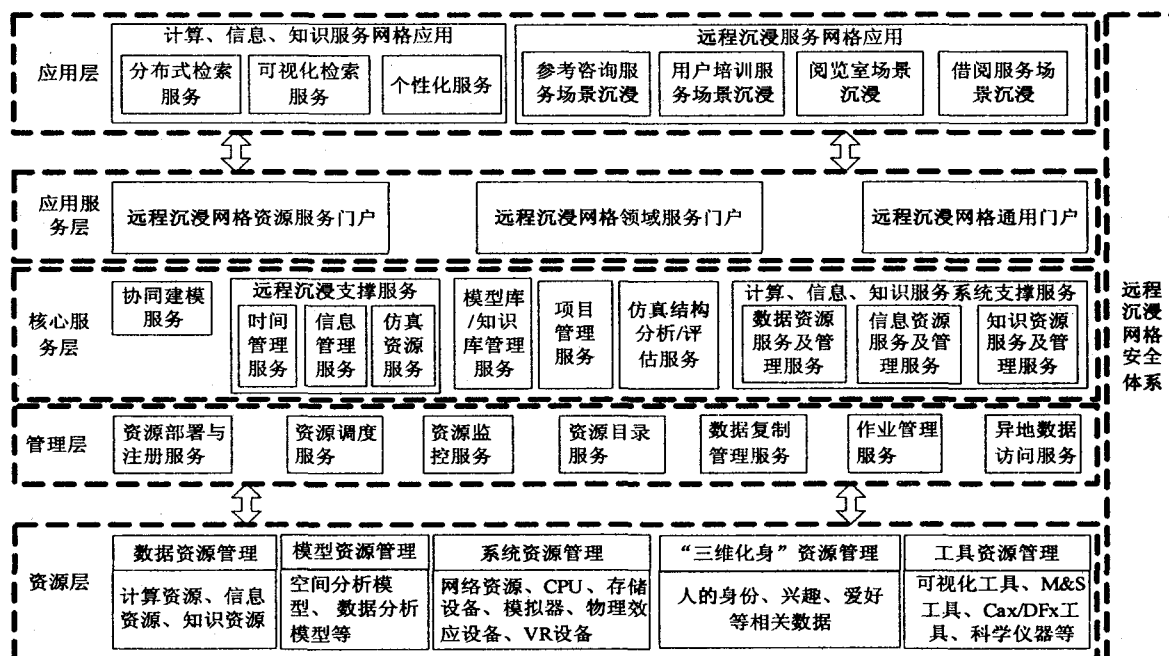 应用层
计算、信息、知识服务网格应用
分布式检索
服务
可视化检索
服务
个性化服务
远程沉浸服务网格应用
参考咨询服
务场景沉浸
用户培训服
务场景沉浸
阅览室场景
沉浸
借阅服务场
景沉浸
应用服
务层
远程沉浸网格资源服务门户
远程沉浸网格领域服务门户
远程沉浸网格通用门户
核心服
务层
协同建模
服务
远程沉浸支撑服务
时间
管理
服务
信息
管理
服务
仿真
资源
服务
模型库
/知识
库管理
服务
项目
管理
服务
仿真结构
分析/评
估服务
计算、信息、知识服务系统支撑服务
数据资源
服务及管
理服务
信息资源
服务及管
理服务
知识资源
服务及管
理服务
管理层
资源部署与
注册服务
资源调度
服务
资源监
控服务
资源目录
服务
数据复制
管理服务
作业管理
服务
异地数据
访问服务
资源层
数据资源管理
计算资源、信息
资源、知识资源
模型资源管理
空间分析模
型、数据分析
模型等
系统资源管理
网络资源、CPU、存储
设备、模拟器、物理效
应设备、VR设备
“三维化身”资源管理
人的身份、兴趣、爱好
等相关数据
工具资源管理
可视化工具、M&S
工具、Cax/DFx工
具、科学仪器等
远程
沉浸
网格
安全
体系